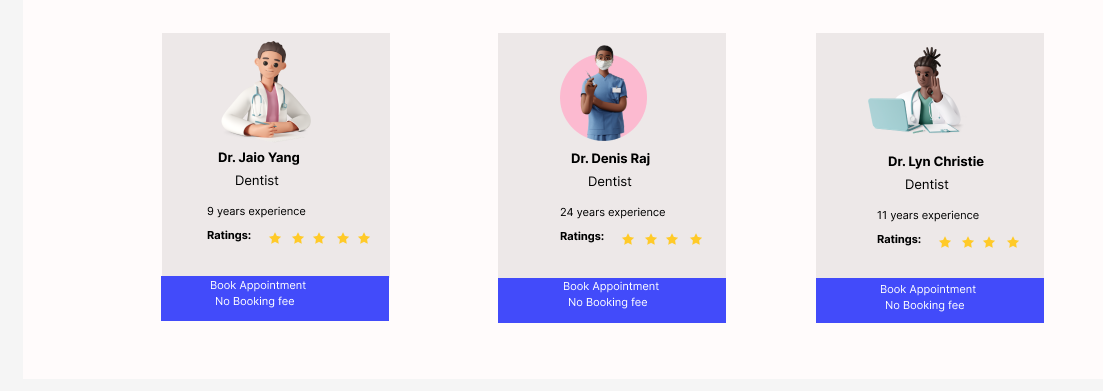 Dr. Jaio Yang
Dentist
9 years experience
Ratings:
Book Appointment
No Booking fee
Dr. Denis Raj
Dentist
24 years experience
Ratings:
Book Appointment
No Booking fee
Dr. Lyn Christie
Dentist
11 years experience
Ratings:
Book Appointment
No Booking fee